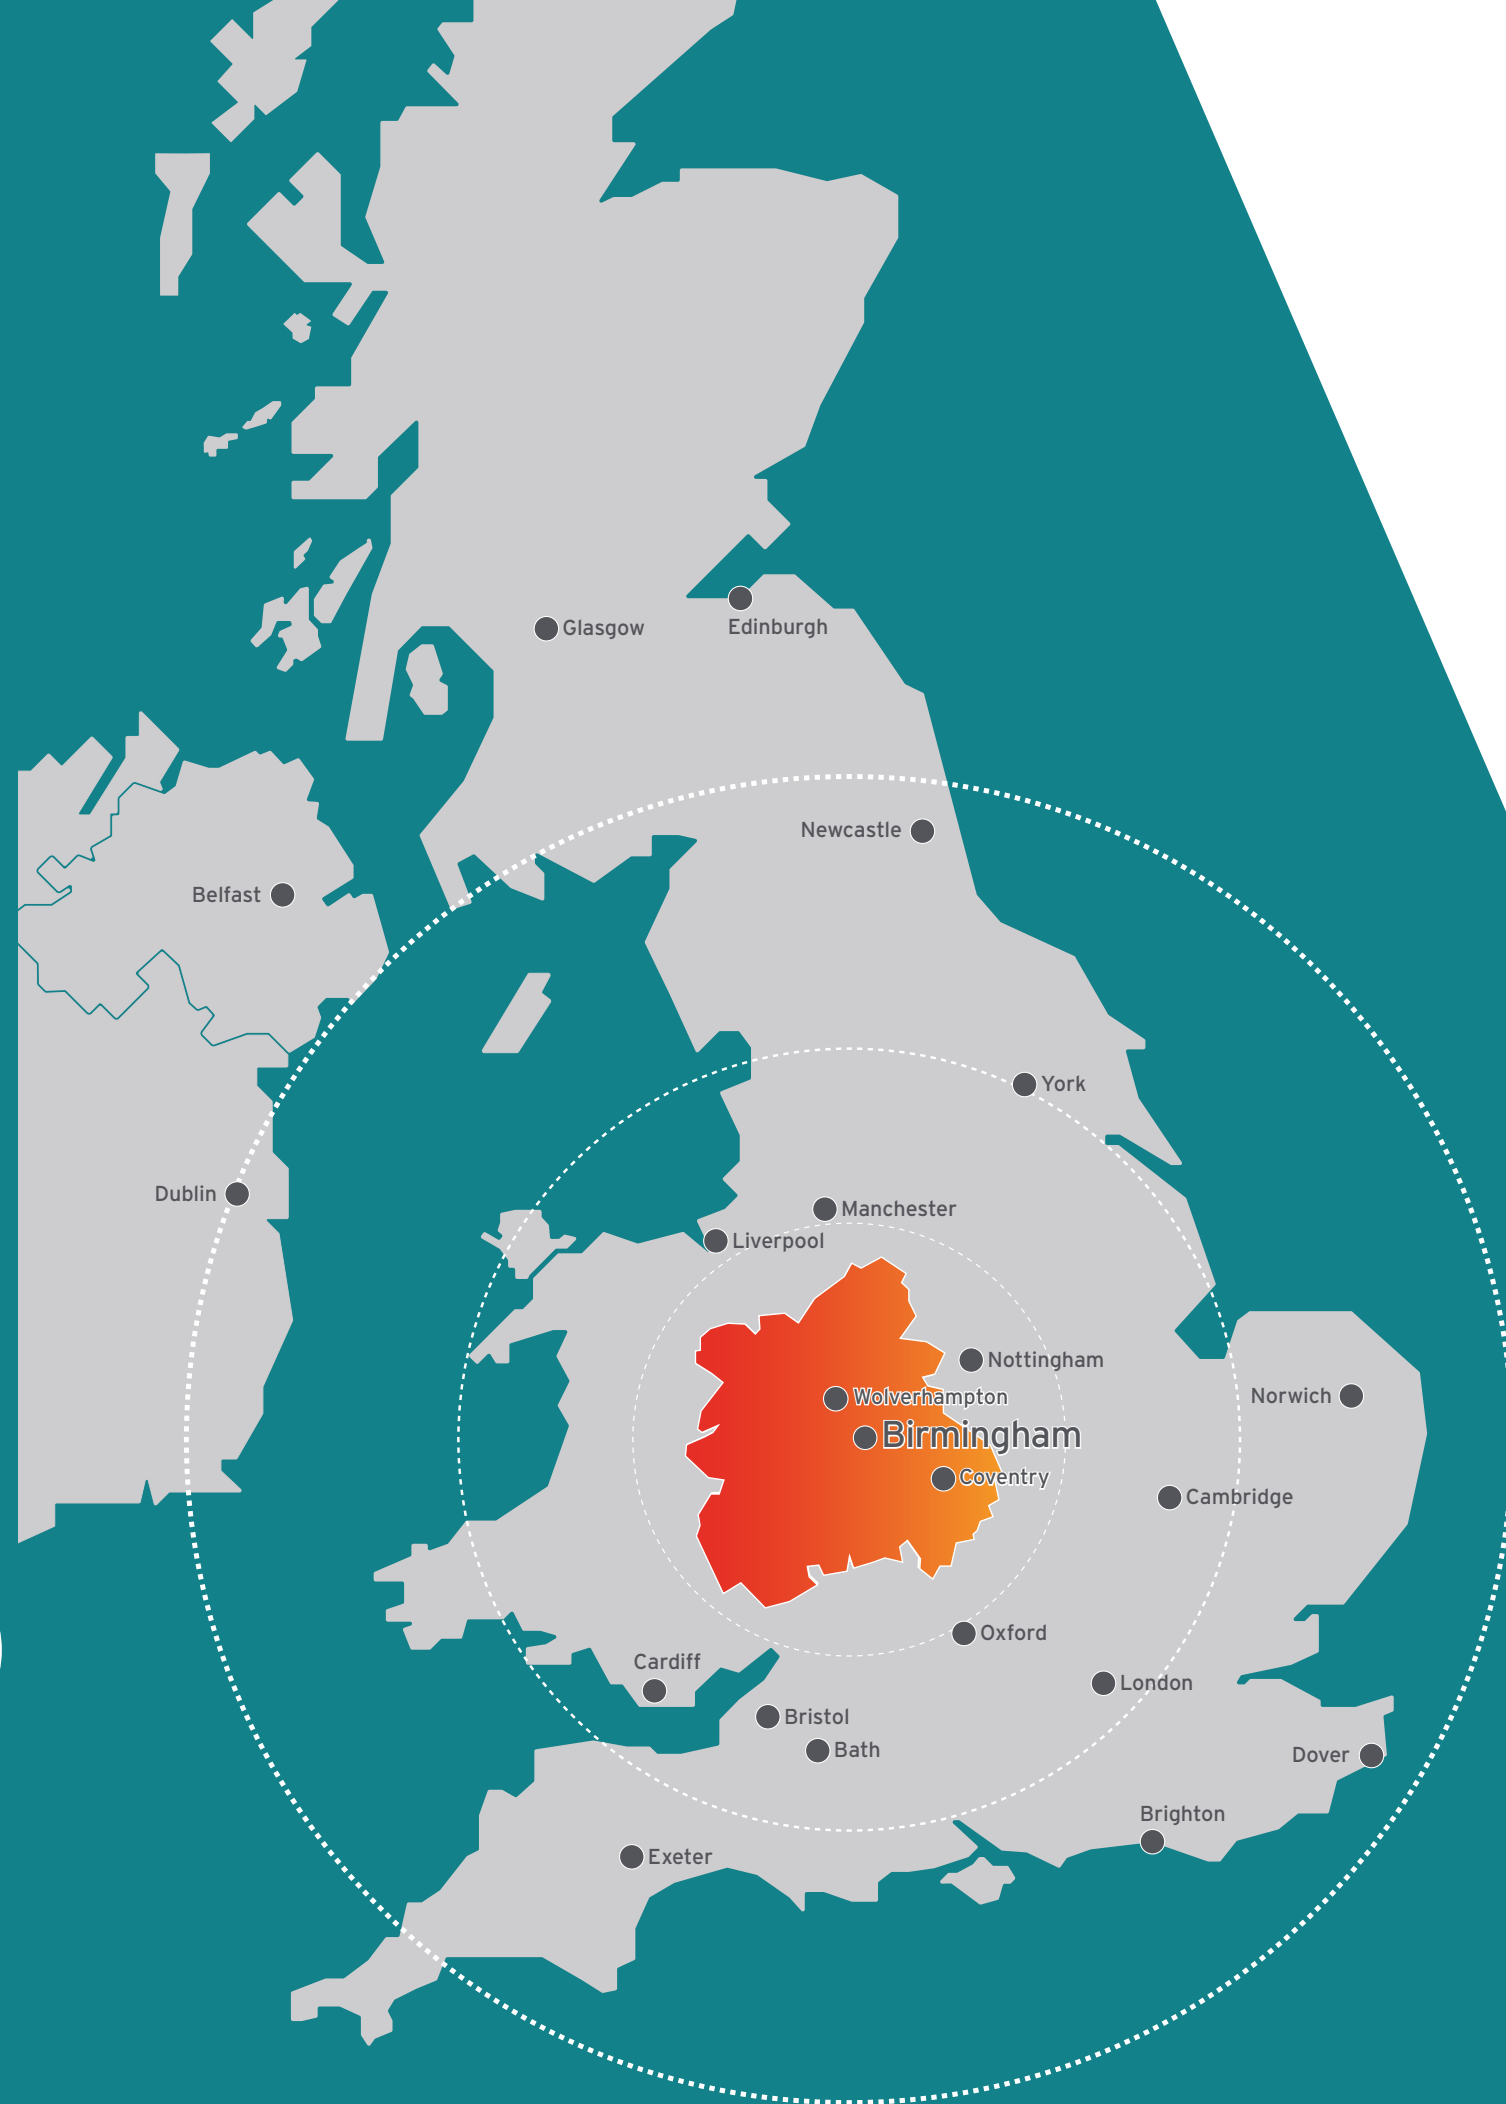 Glasgow
Edinburgh
Newcastle
Belfast
York
Dublin
Manchester
Liverpool
Nottingham
Wolverhampton
Norwich
Birmingham
Coventry
Cambridge
Oxford
Cardiff
London
Bristol
Bath
Dover
Brighton
Exeter